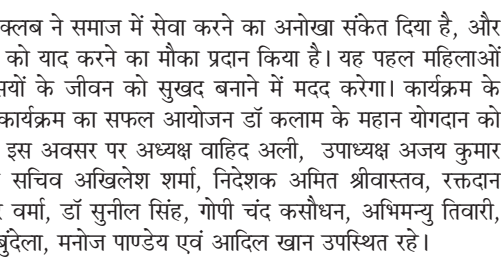 क्लब ने समाज में सेवा करने का अनोखा संकेत दिया है, और
को याद करने का मौका प्रदान किया है। यह पहल महिलाओं
के जीवन को सुखद बनाने में मदद करेगा। कार्यक्रम के
कार्यक्रम का सफल आयोजन डॉ कलाम के महान योगदान को
इस अवसर पर अध्यक्ष वाहिद अली, उपाध्यक्ष अजय कुमार
सचिव अखिलेश शर्मा, निदेशक अमित श्रीवास्तव, रक्तदान
वर्मा, डॉ सुनील सिंह, गोपी चंद कसौधन, अभिमन्यु तिवारी,
बुंदेला, मनोज पाण्डेय एवं आदिल खान उपस्थित रहे।